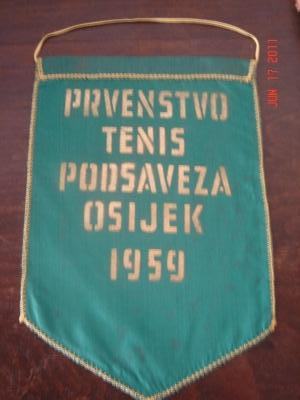 PRVENSTVO
TENIS
PODSAVEZA
OSIJEK
1959
JUN 17 2011